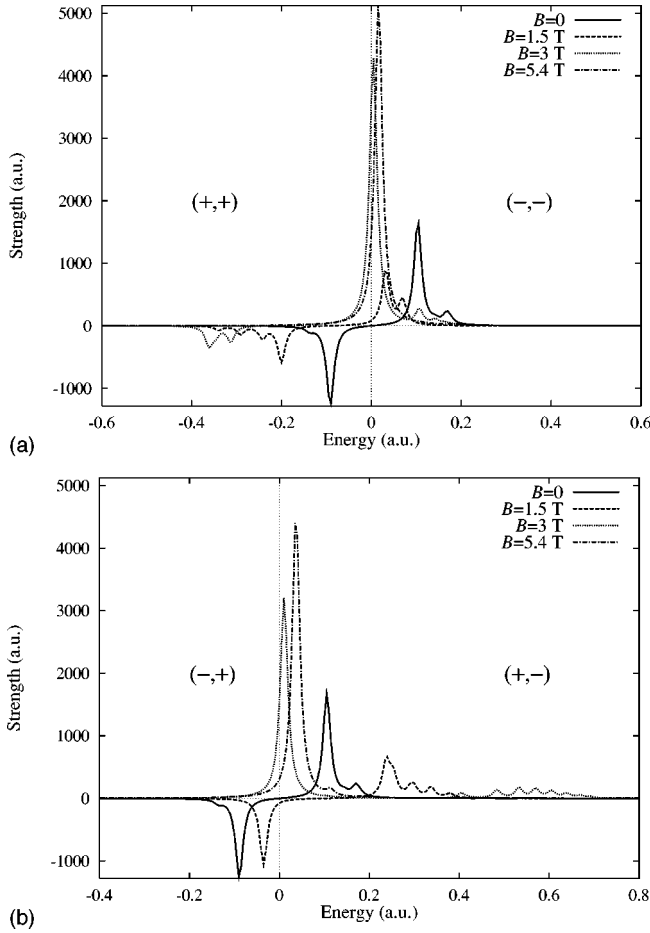 5000
4000
3000
2000
1000
0
-1000
Strength (a.u.)
B=0
B=1.5 T
B=3 T
B=5.4 T
(+,+)
(−,−)
-0.6
-0.4
-0.2
0
0.2
0.4
0.6
Energy (a.u.)
(a)
5000
4000
3000
2000
1000
0
-1000
Strength (a.u.)
B=0
B=1.5 T
B=3 T
B=5.4 T
(−,+)
(+,−)
-0.4
-0.2
0
0.2
0.4
0.6
0.8
Energy (a.u.)
(b)